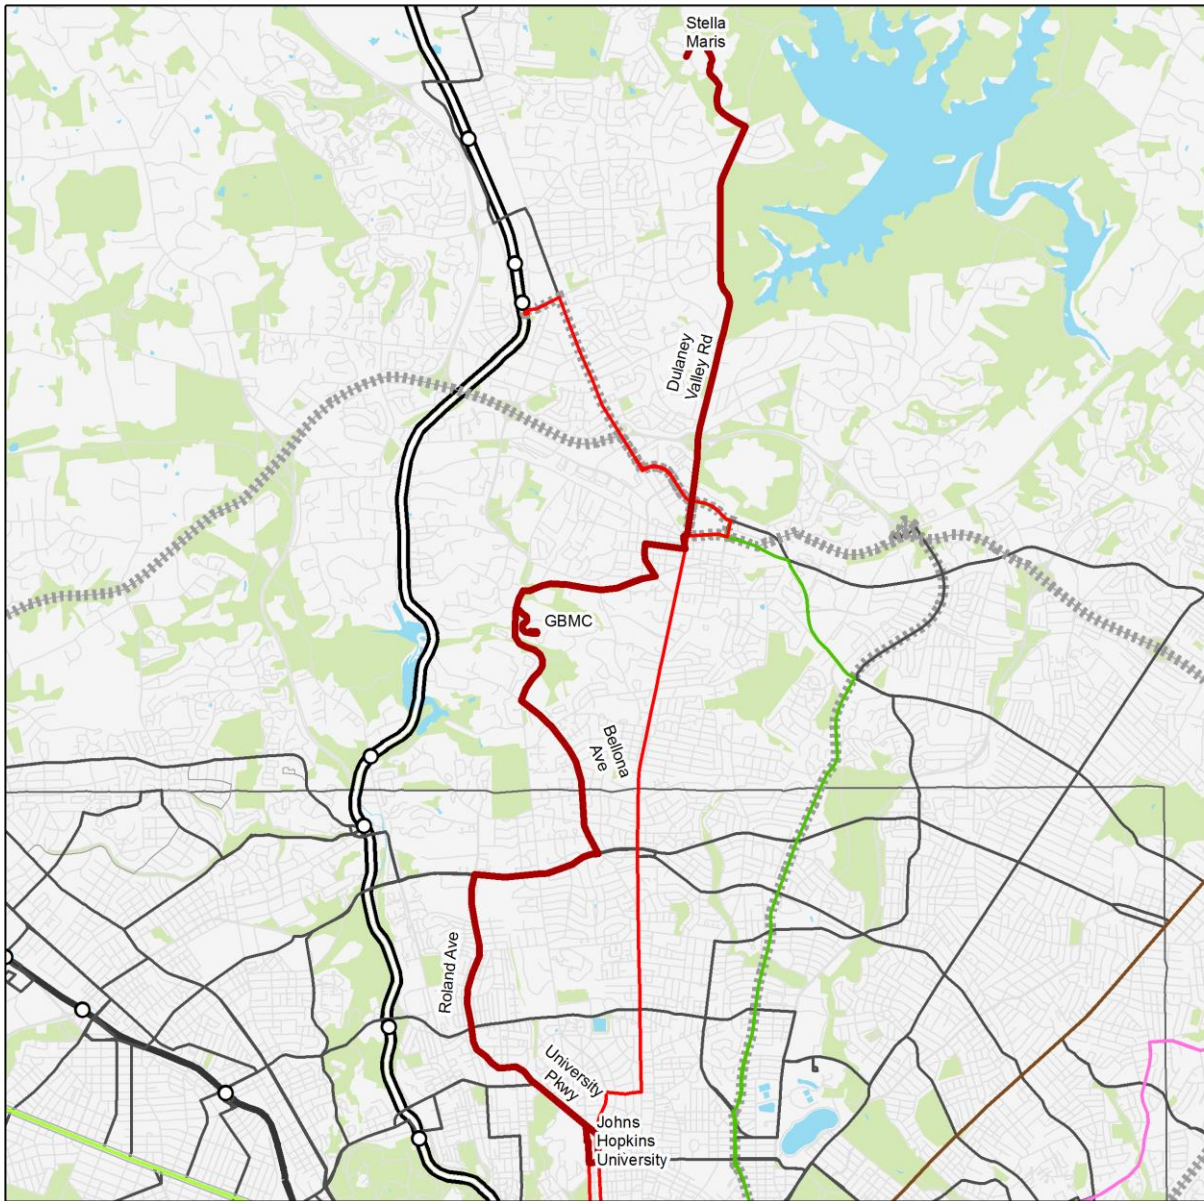 Stella
Maris
Dulaney
Valley Rd
GBMC
Bellona
Ave
Roland Ave
University
Pkwy
Johns
Hopkins
University